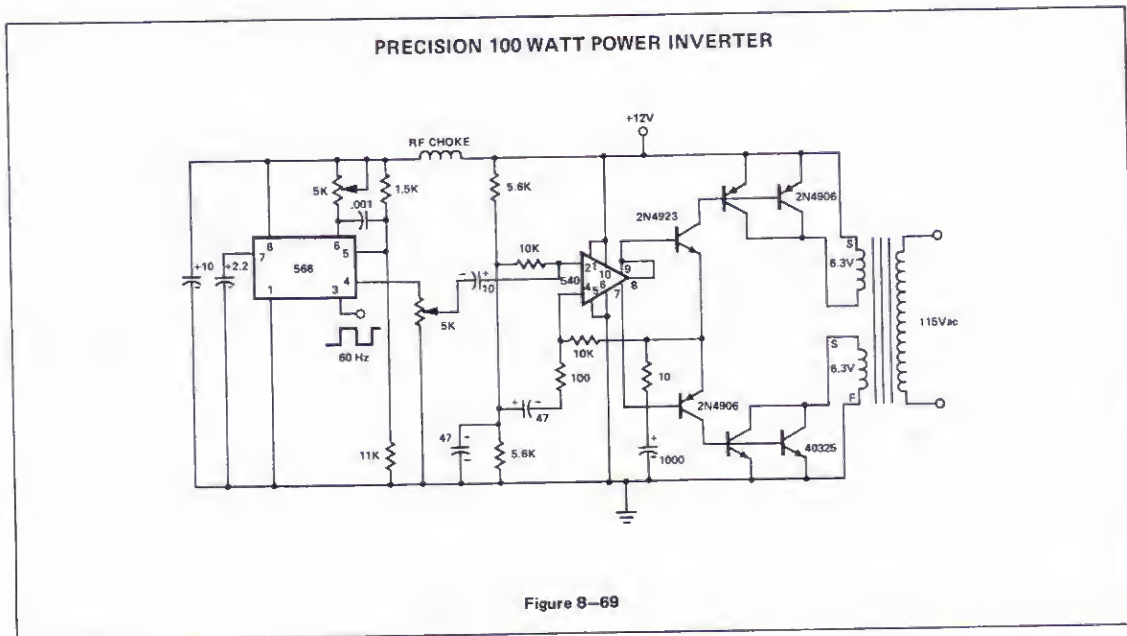 PRECISION 100 WATT POWER INVERTER
+12V
RF CHOKE
5K
1.5K
5.6K
.001
2N4923
2N4906
10K
8
6
7
5
566
4
+10
+2.2
1
3
5K
60 Hz
- +
10
2 1
10
540
9
4
5
6
7
8
S
6.3V
115Vac
10K
100
10
S
6.3V
F
2N4906
+ -
47
47
-
-
11K
5.6K
+
1000
40325
Figure 8–69